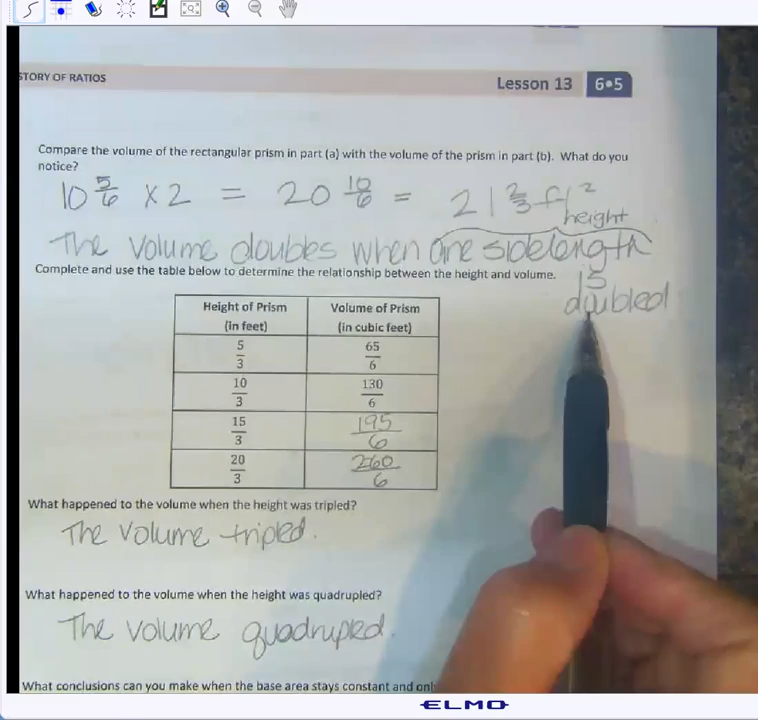 STORY OF RATIOS
Lesson 13 6•5
Compare the volume of the rectangular prism in part (a) with the volume of the prism in part (b). What do you
notice?
10 5/6 x 2 = 20 10/6 = 21 2/3 ft²
height
The volume doubles when one sidelength
is
doubled
Complete and use the table below to determine the relationship between the height and volume.
Height of Prism Volume of Prism
(in feet) (in cubic feet)
5/3 65/6
10/3 130/6
15/3 195/6
20/3 260/6
What happened to the volume when the height was tripled?
The volume tripled.
What happened to the volume when the height was quadrupled?
The volume quadrupled.
What conclusions can you make when the base area stays constant and onl
ELMO